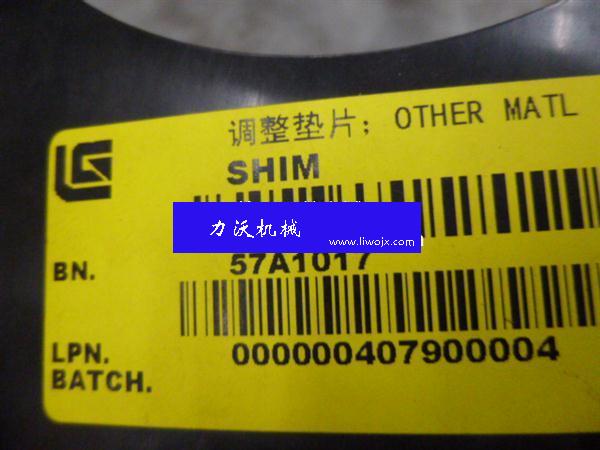 调整垫片; OTHER MATL
SHIM
力沃机械
www.liwojx.com
BN. 57A1017
LPN. 000000407900004
BATCH.